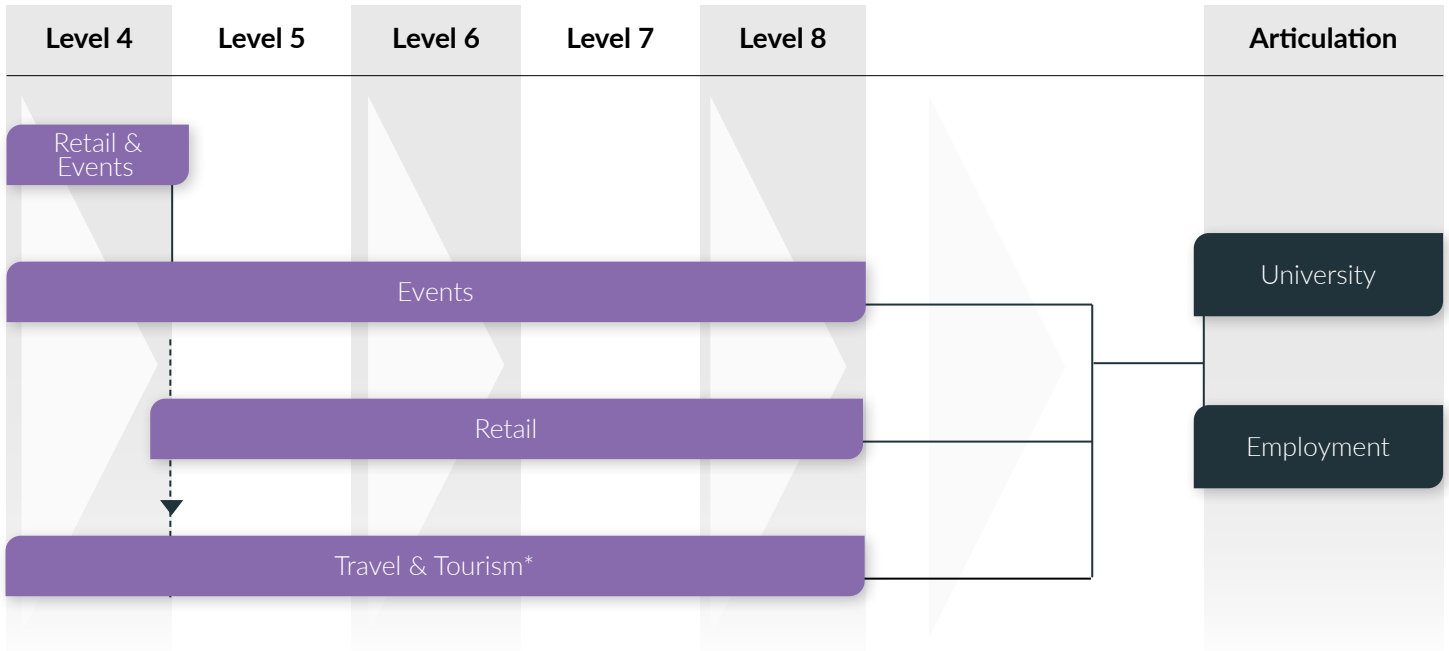 Level 4
Level 5
Level 6
Level 7
Level 8
Articulation
Retail &
Events
Events
University
Retail
Employment
Travel & Tourism*